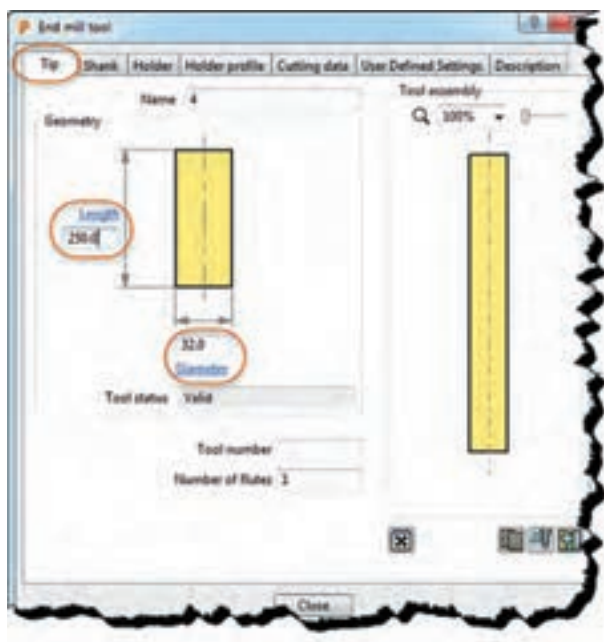 End mill tool
Tip Shank Holder Holder profile Cutting data User Defined Settings Description
Name 4
Geometry
Length
250.0
32.0
Diameter
Tool status Valid
Tool number
Number of flutes 1
Tool assembly
100%
Close